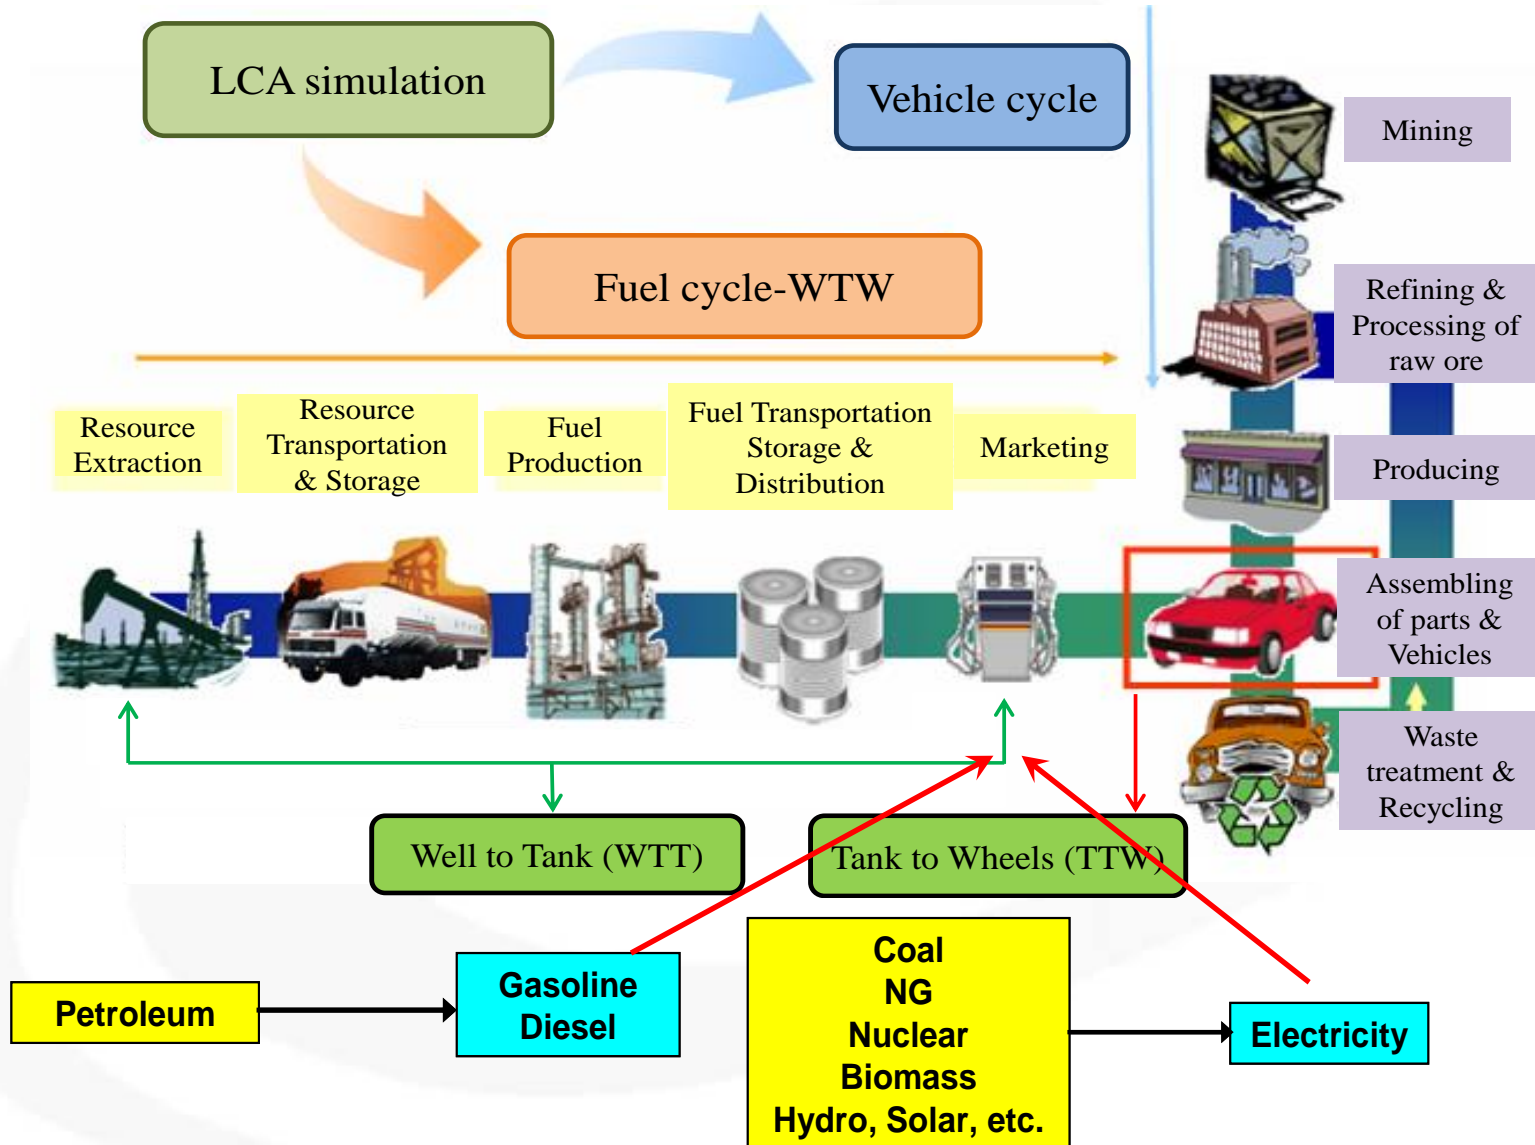 LCA simulation
Vehicle cycle
Mining
Fuel cycle-WTW
Refining &
Processing of
raw ore
Resource
Extraction
Resource
Transportation
& Storage
Fuel
Production
Fuel Transportation
Storage &
Distribution
Marketing
Producing
Assembling
of parts &
Vehicles
Waste
treatment &
Recycling
Well to Tank (WTT)
Tank to Wheels (TTW)
Petroleum
Gasoline
Diesel
Coal
NG
Nuclear
Biomass
Hydro, Solar, etc.
Electricity